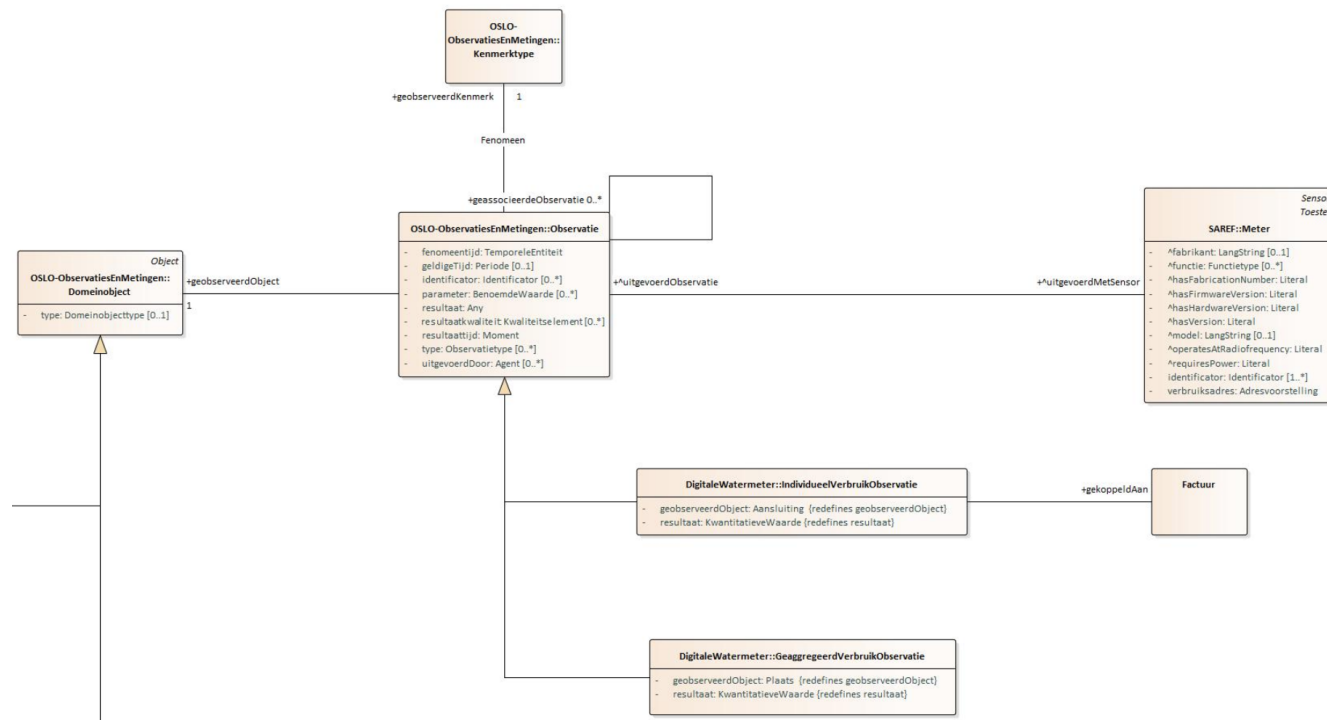 OSLO-
ObservatiesEnMetingen::
Kenmerktype
+geobserveerdKenmerk 1
Fenomeen
+geassocieerdeObservatie 0..*
OSLO-ObservatiesEnMetingen::Observatie
- fenomeentijd: TemporeleEntiteit
- geldigeTijd: Periode [0..1]
- identificator: Identificator [0..*]
- parameter: BenoemdeWaarde [0..*]
- resultaat: Any
- resultaatkwaliteit: Kwaliteitselement [0..*]
- resultaattijd: Moment
- type: Observatietype [0..*]
- uitgevoerdDoor: Agent [0..*]
Object
OSLO-ObservatiesEnMetingen::
Domeinobject
- type: Domeinobjecttype [0..1]
+geobserveerdObject
1
+^uitgevoerdObservatie
+^uitgevoerdMetSensor
Senso
Toeste
SAREF::Meter
- ^fabrikant: LangString [0..1]
- ^functie: Functietype [0..*]
- ^hasFabricationNumber: Literal
- ^hasFirmwareVersion: Literal
- ^hasHardwareVersion: Literal
- ^hasVersion: Literal
- ^model: LangString [0..1]
- ^operatesAtRadiofrequency: Literal
- ^requiresPower: Literal
- identificator: Identificator [1..*]
- verbruiksadres: Adresvoorstelling
DigitaleWatermeter::IndividueelVerbruikObservatie
- geobserveerdObject: Aansluiting {redefines geobserveerdObject}
- resultaat: KwantitatieveWaarde {redefines resultaat}
+gekoppeldAan
Factuur
DigitaleWatermeter::GeaggregeerdVerbruikObservatie
- geobserveerdObject: Plaats {redefines geobserveerdObject}
- resultaat: KwantitatieveWaarde {redefines resultaat}